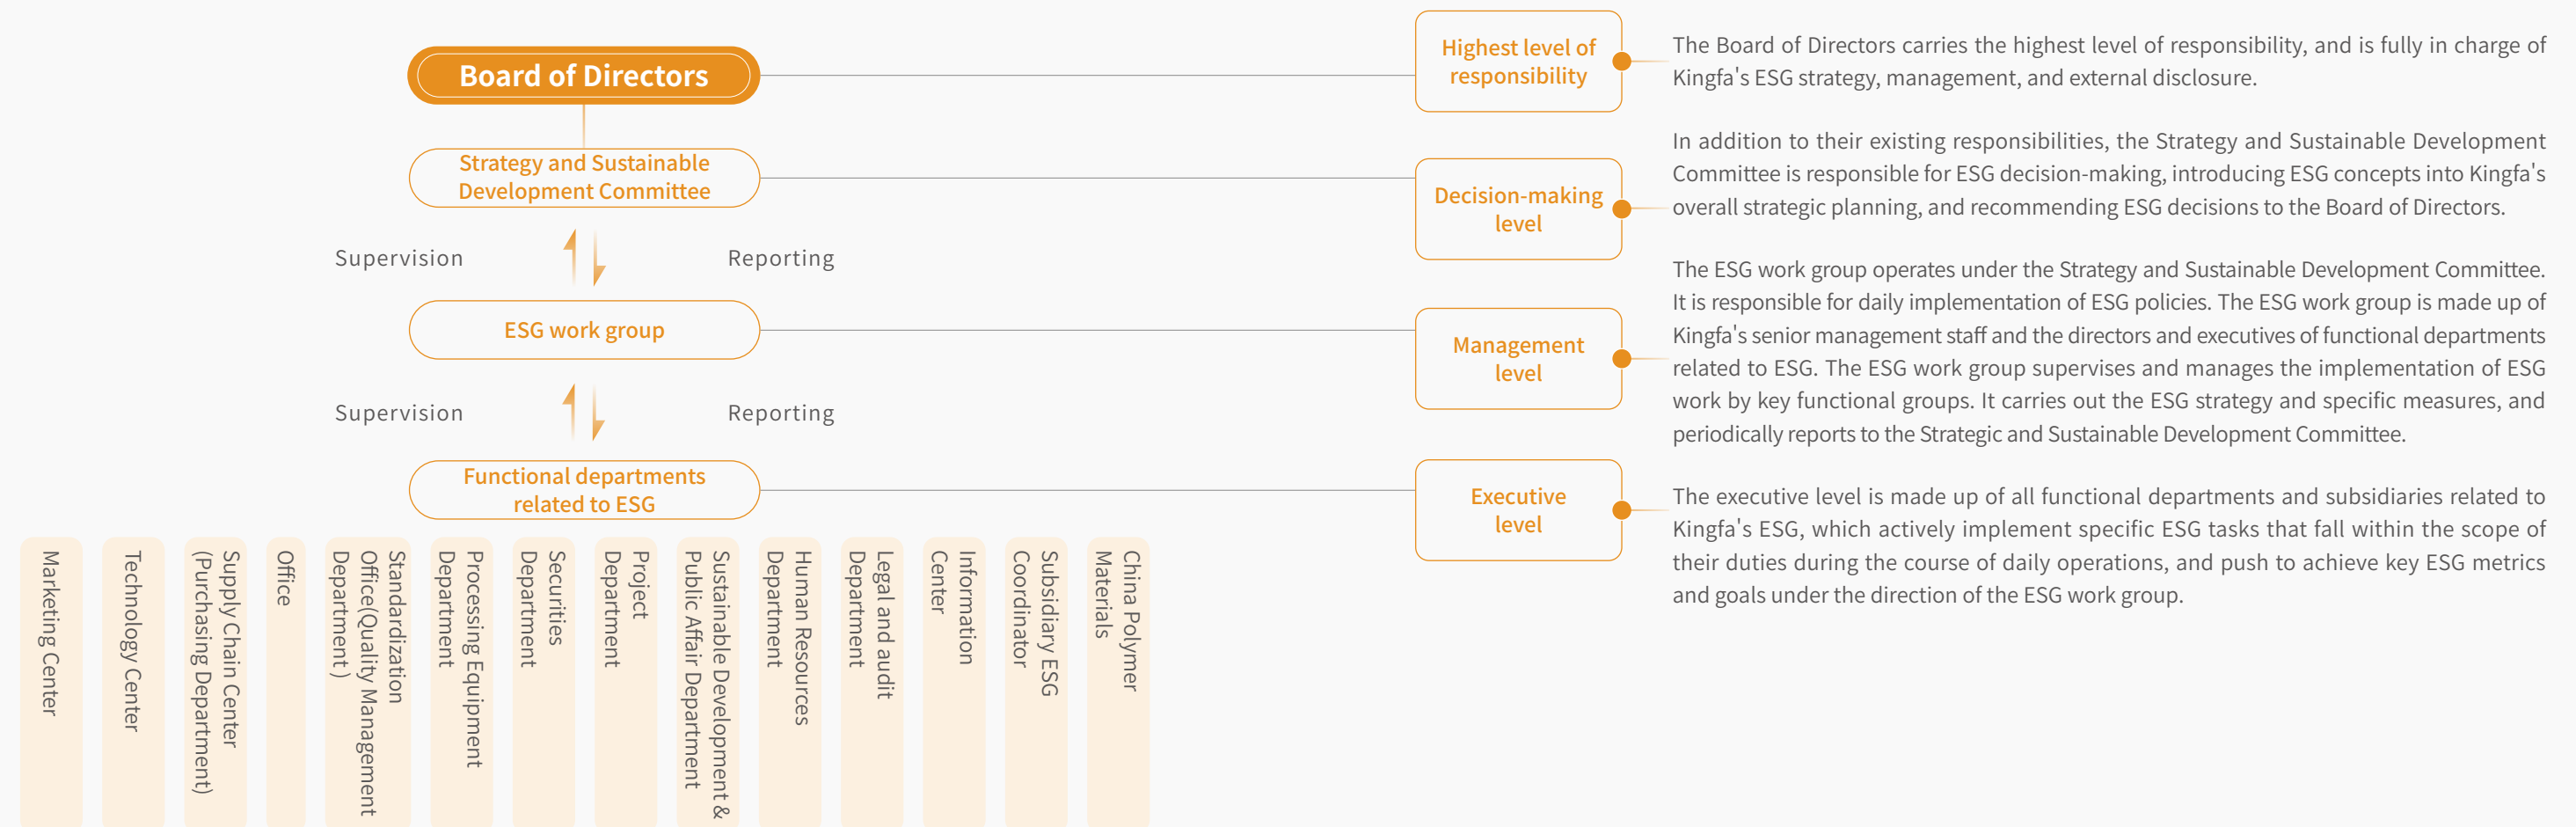 Board of Directors
Strategy and Sustainable
Development Committee
Supervision
Reporting
ESG work group
Supervision
Reporting
Functional departments
related to ESG
Marketing Center
Technology Center
Supply Chain Center
(Purchasing Department)
Office
Standardization
Office(Quality Management
Department )
Processing Equipment
Department
Securities
Department
Project
Department
Sustainable Development &
Public Affair Department
Human Resources
Department
Legal and audit
Department
Information
Center
Subsidiary ESG
Coordinator
China Polymer
Materials
Highest level of
responsibility
The Board of Directors carries the highest level of responsibility, and is fully in charge of
Kingfa's ESG strategy, management, and external disclosure.
Decision-making
level
In addition to their existing responsibilities, the Strategy and Sustainable Development
Committee is responsible for ESG decision-making, introducing ESG concepts into Kingfa's
overall strategic planning, and recommending ESG decisions to the Board of Directors.
Management
level
The ESG work group operates under the Strategy and Sustainable Development Committee.
It is responsible for daily implementation of ESG policies. The ESG work group is made up of
Kingfa's senior management staff and the directors and executives of functional departments
related to ESG. The ESG work group supervises and manages the implementation of ESG
work by key functional groups. It carries out the ESG strategy and specific measures, and
periodically reports to the Strategic and Sustainable Development Committee.
Executive
level
The executive level is made up of all functional departments and subsidiaries related to
Kingfa's ESG, which actively implement specific ESG tasks that fall within the scope of
their duties during the course of daily operations, and push to achieve key ESG metrics
and goals under the direction of the ESG work group.